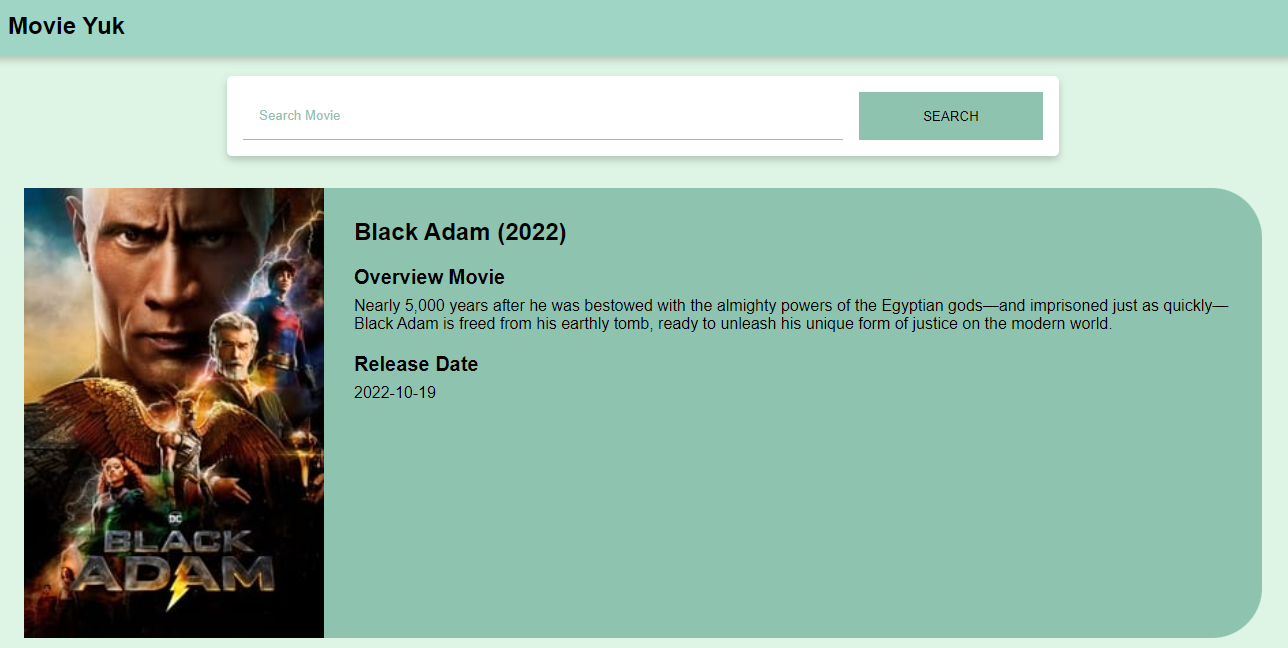 Movie Yuk
Search Movie
SEARCH
Black Adam (2022)
Overview Movie
Nearly 5,000 years after he was bestowed with the almighty powers of the Egyptian gods—and imprisoned just as quickly—
Black Adam is freed from his earthly tomb, ready to unleash his unique form of justice on the modern world.
Release Date
2022-10-19
DC
BLACK
ADAM